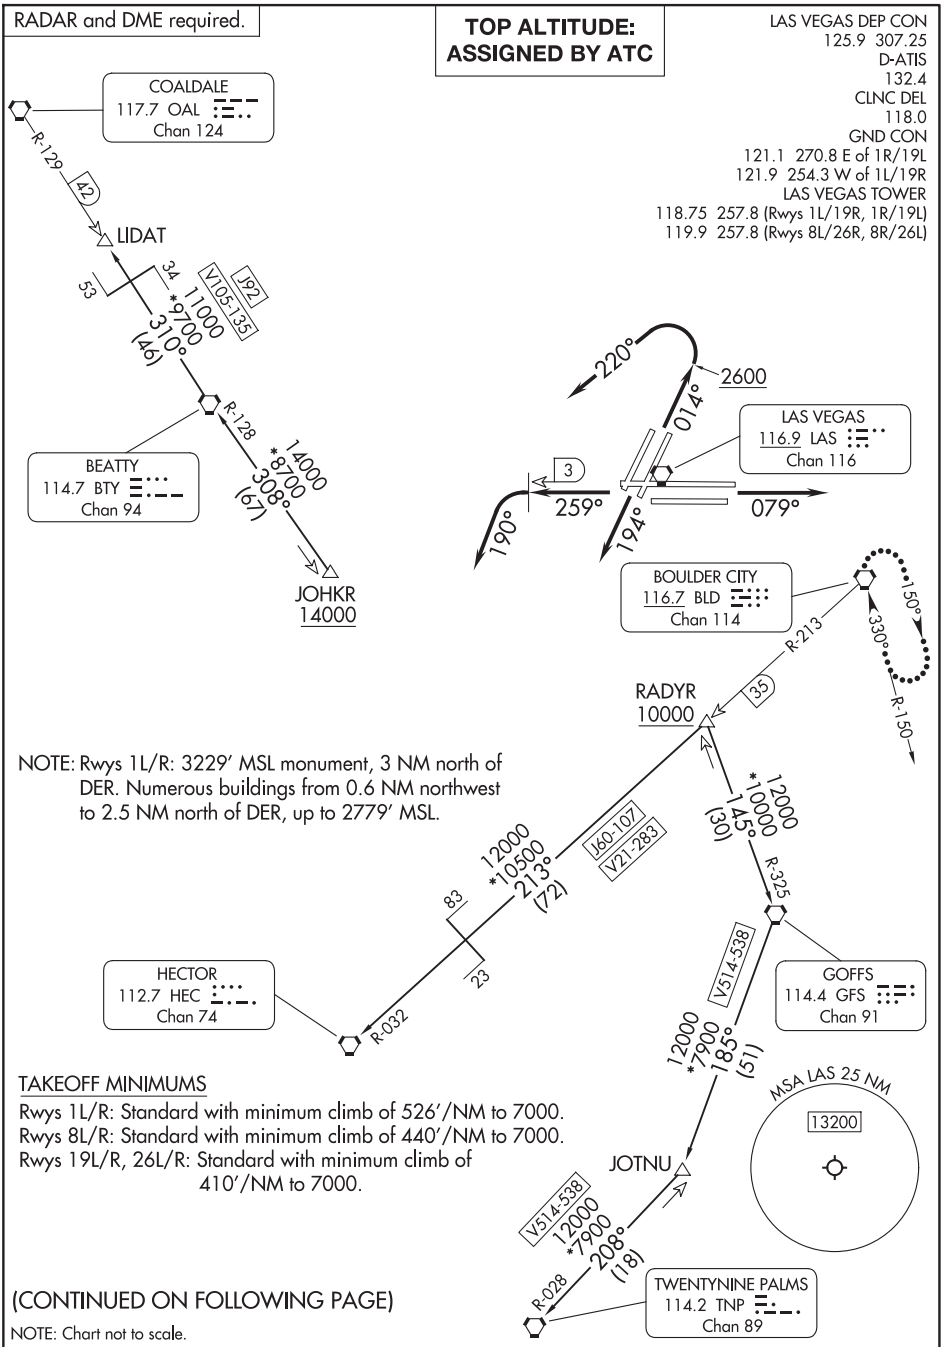 RADAR and DME required.
TOP ALTITUDE:
ASSIGNED BY ATC
LAS VEGAS DEP CON
125.9 307.25
D-ATIS
132.4
CLNC DEL
118.0
GND CON
121.1 270.8 E of 1R/19L
121.9 254.3 W of 1L/19R
LAS VEGAS TOWER
118.75 257.8 (Rwys 1L/19R, 1R/19L)
119.9 257.8 (Rwys 8L/26R, 8R/26L)
COALDALE
117.7 OAL
Chan 124
R-129
42
LIDAT
53
34
J92
V105-135
11000
*9700
310°
(46)
R-128
BEATTY
114.7 BTY
Chan 94
14000
*8700
308°
(67)
JOHKR
14000
220°
2600
014°
LAS VEGAS
116.9 LAS
Chan 116
3
259°
190°
194°
079°
BOULDER CITY
116.7 BLD
Chan 114
150°
330°
R-150
R-213
35
RADYR
10000
NOTE: Rwys 1L/R: 3229’ MSL monument, 3 NM north of
DER. Numerous buildings from 0.6 NM northwest
to 2.5 NM north of DER, up to 2779’ MSL.
12000
*10500
213°
(72)
J60-107
V21-283
12000
*10000
145°
(30)
R-325
83
23
HECTOR
112.7 HEC
Chan 74
R-032
GOFFS
114.4 GFS
Chan 91
V514-538
12000
*7900
185°
(51)
TAKEOFF MINIMUMS
Rwys 1L/R: Standard with minimum climb of 526’/NM to 7000.
Rwys 8L/R: Standard with minimum climb of 440’/NM to 7000.
Rwys 19L/R, 26L/R: Standard with minimum climb of
410’/NM to 7000.
MSA LAS 25 NM
13200
JOTNU
V514-538
12000
*7900
208°
(18)
R-028
TWENTYNINE PALMS
114.2 TNP
Chan 89
(CONTINUED ON FOLLOWING PAGE)
NOTE: Chart not to scale.